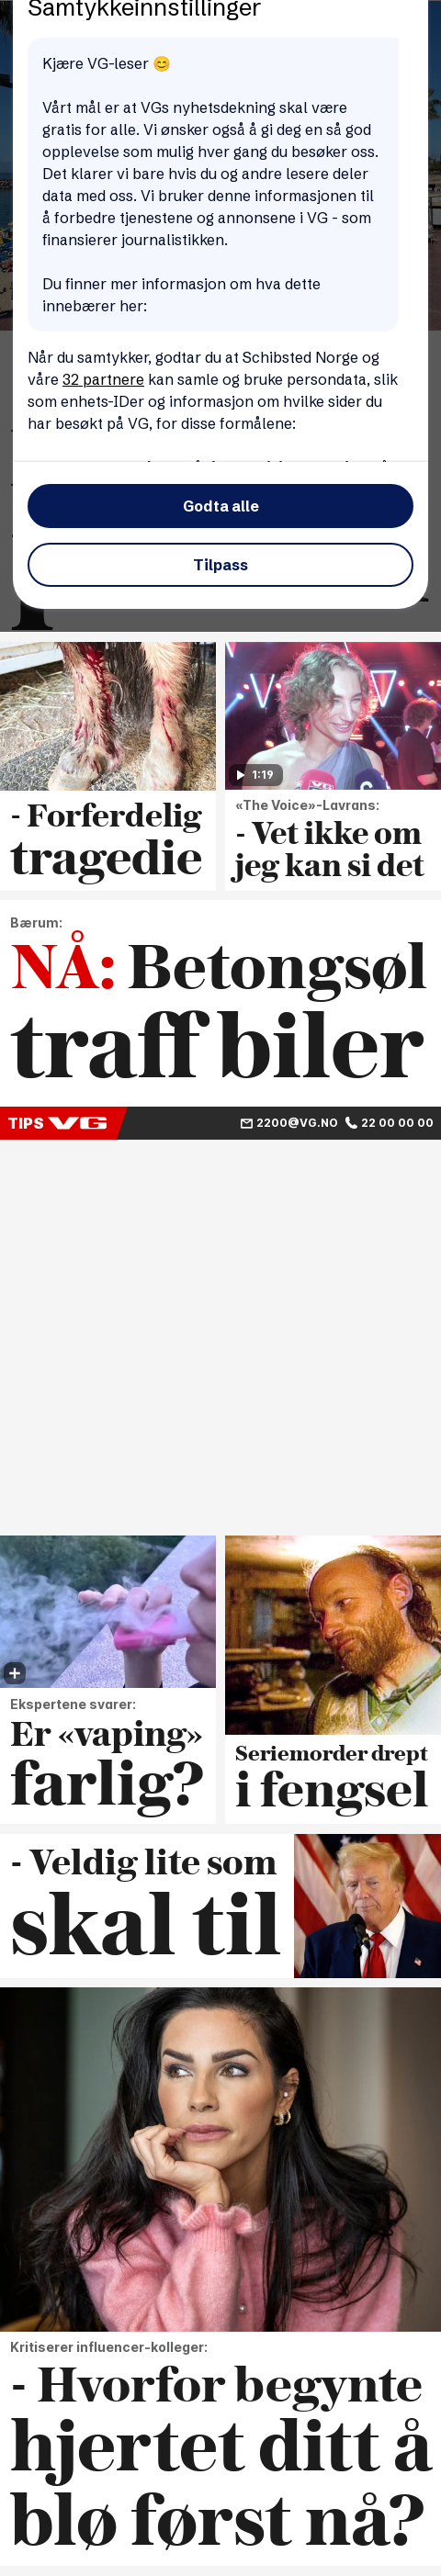 Samtykkeinnstillinger
Kjære VG-leser 😊
Vårt mål er at VGs nyhetsdekning skal være
gratis for alle. Vi ønsker også å gi deg en så god
opplevelse som mulig hver gang du besøker oss.
Det klarer vi bare hvis du og andre lesere deler
data med oss. Vi bruker denne informasjonen til
å forbedre tjenestene og annonsene i VG - som
finansierer journalistikken.
Du finner mer informasjon om hva dette
innebærer her:
Når du samtykker, godtar du at Schibsted Norge og
våre 32 partnere kan samle og bruke persondata, slik
som enhets-IDer og informasjon om hvilke sider du
har besøkt på VG, for disse formålene:
Godta alle
Tilpass
- Forferdelig
tragedie
1:19
«The Voice»-Lavrans:
- Vet ikke om
jeg kan si det
Bærum:
NÅ: Betongsøl
traff biler
TIPS VG
2200@VG.NO 22 00 00 00
Ekspertene svarer:
Er «vaping»
farlig?
Seriemorder drept
i fengsel
- Veldig lite som
skal til
Kritiserer influencer-kolleger:
- Hvorfor begynte
hjertet ditt å
blø først nå?